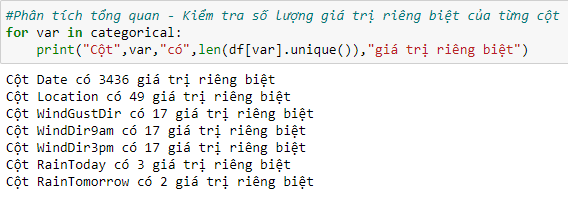 #Phân tích tổng quan - Kiểm tra số lượng giá trị riêng biệt của từng cột
for var in categorical:
    print("Cột",var,"có",len(df[var].unique()),"giá trị riêng biệt")
Cột Date có 3436 giá trị riêng biệt
Cột Location có 49 giá trị riêng biệt
Cột WindGustDir có 17 giá trị riêng biệt
Cột WindDir9am có 17 giá trị riêng biệt
Cột WindDir3pm có 17 giá trị riêng biệt
Cột RainToday có 3 giá trị riêng biệt
Cột RainTomorrow có 2 giá trị riêng biệt